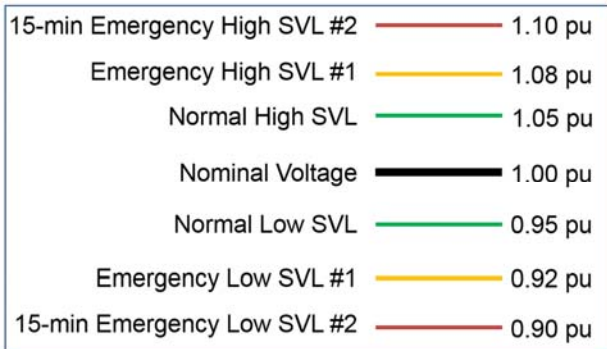 15-min Emergency High SVL #2 1.10 pu
Emergency High SVL #1 1.08 pu
Normal High SVL 1.05 pu
Nominal Voltage 1.00 pu
Normal Low SVL 0.95 pu
Emergency Low SVL #1 0.92 pu
15-min Emergency Low SVL #2 0.90 pu